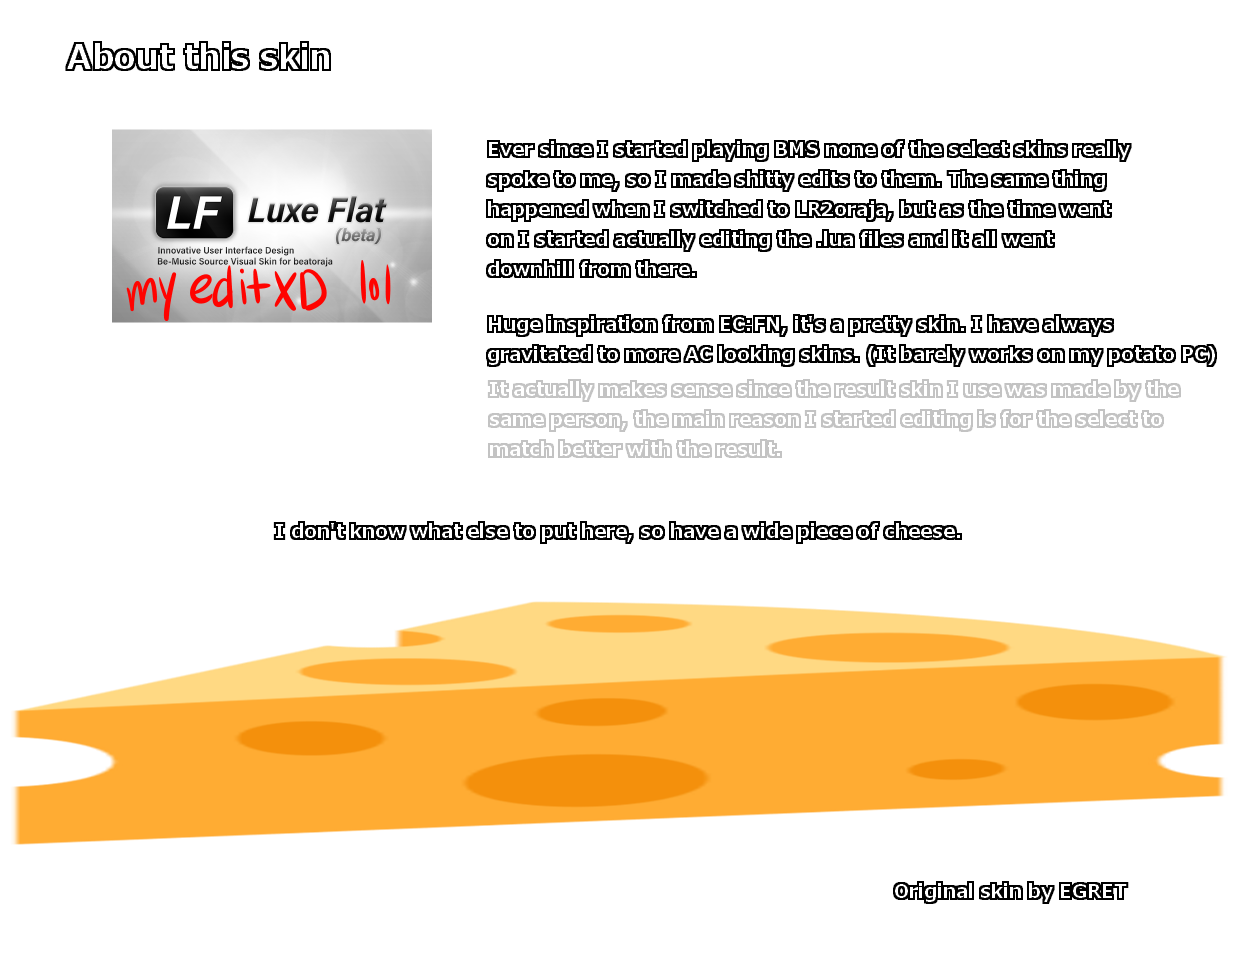 About this skin
LF Luxe Flat
(beta)
Innovative User Interface Design
Be-Music Source Visual Skin for beatoraja
my edit XD lol
Ever since I started playing BMS none of the select skins really
spoke to me, so I made shitty edits to them. The same thing
happened when I switched to LR2oraja, but as the time went
on I started actually editing the .lua files and it all went
downhill from there.
Huge inspiration from EC:FN, it's a pretty skin. I have always
gravitated to more AC looking skins. (It barely works on my potato PC)
It actually makes sense since the result skin I use was made by the
same person, the main reason I started editing is for the select to
match better with the result.
I don't know what else to put here, so have a wide piece of cheese.
Original skin by EGRET